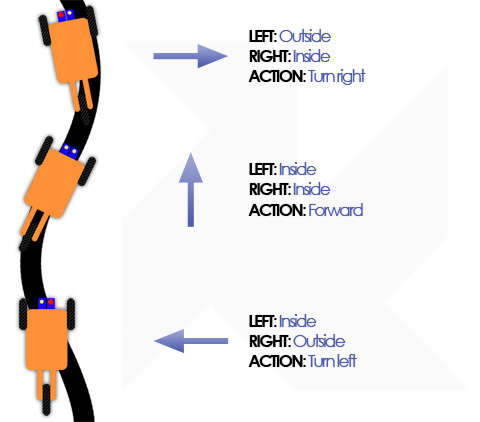 LEFT: Outside
RIGHT: Inside
ACTION: Turn right
LEFT: Inside
RIGHT: Inside
ACTION: Forward
LEFT: Inside
RIGHT: Outside
ACTION: Turn left